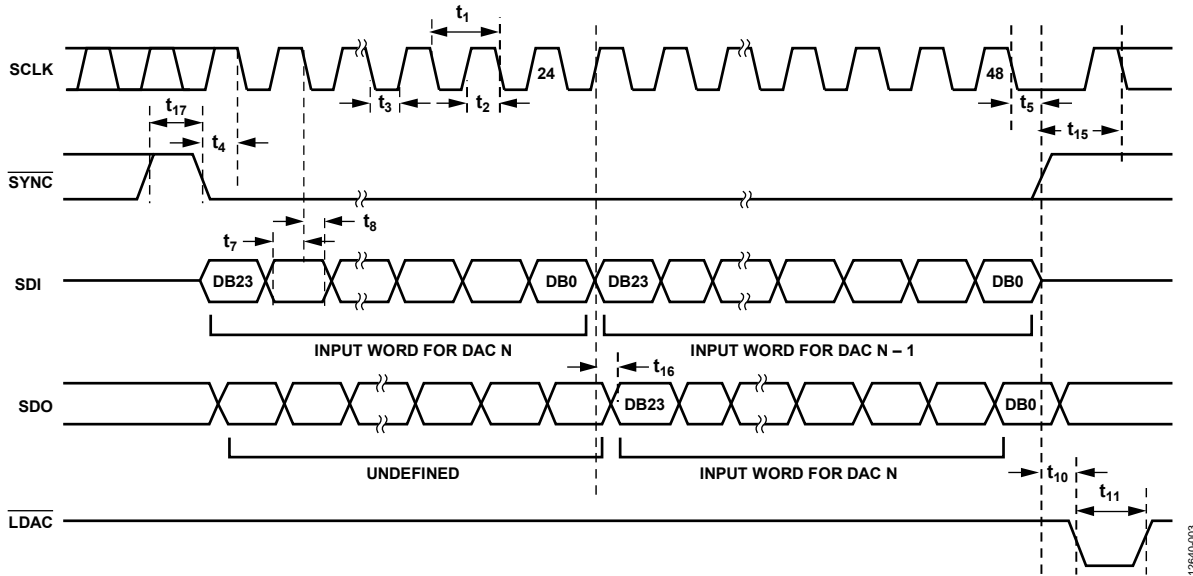 t1
SCLK
24
48
t3
t2
t5
t17
t4
t15
SYNC
t8
t7
SDI
DB23
DB0
DB23
DB0
INPUT WORD FOR DAC N
INPUT WORD FOR DAC N – 1
t16
SDO
DB23
DB0
UNDEFINED
INPUT WORD FOR DAC N
t10
t11
LDAC
12640-003